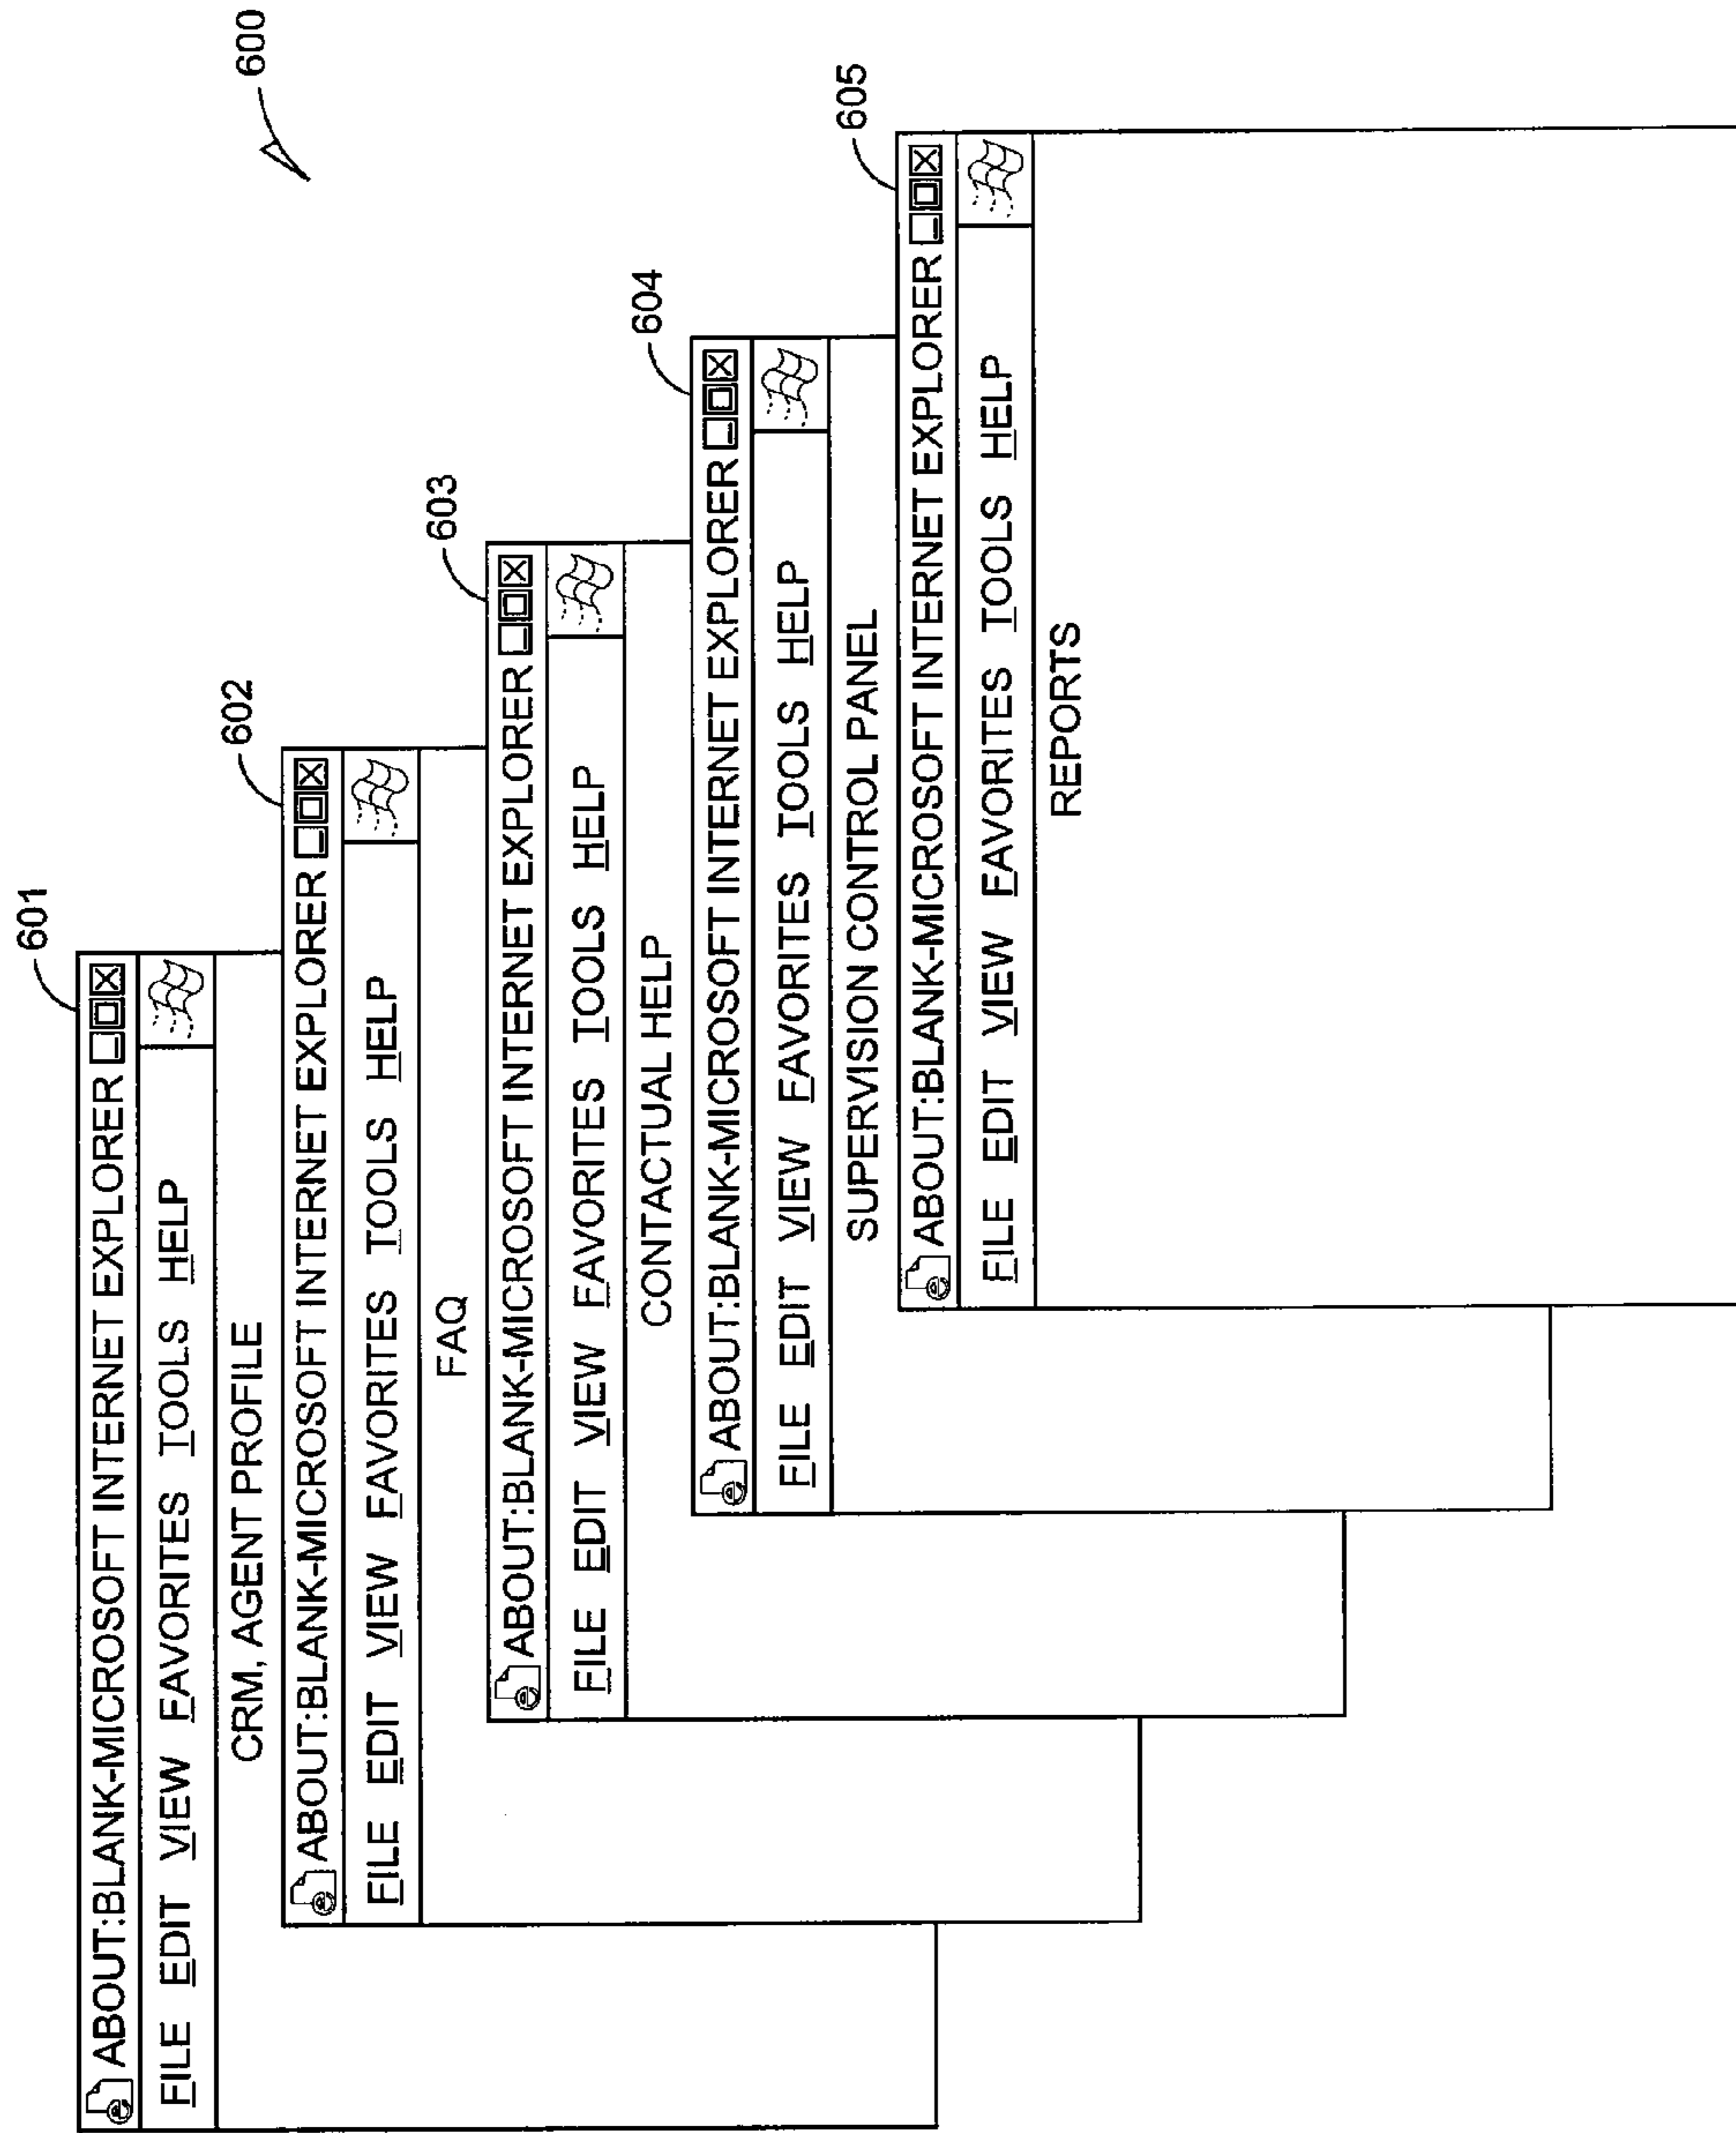 600
601
ABOUT:BLANK-MICROSOFT INTERNET EXPLORER
FILE EDIT VIEW FAVORITES TOOLS HELP
CRM, AGENT PROFILE
602
ABOUT:BLANK-MICROSOFT INTERNET EXPLORER
FILE EDIT VIEW FAVORITES TOOLS HELP
FAQ
603
ABOUT:BLANK-MICROSOFT INTERNET EXPLORER
FILE EDIT VIEW FAVORITES TOOLS HELP
CONTACTUAL HELP
604
ABOUT:BLANK-MICROSOFT INTERNET EXPLORER
FILE EDIT VIEW FAVORITES TOOLS HELP
SUPERVISION CONTROL PANEL
605
ABOUT:BLANK-MICROSOFT INTERNET EXPLORER
FILE EDIT VIEW FAVORITES TOOLS HELP
REPORTS